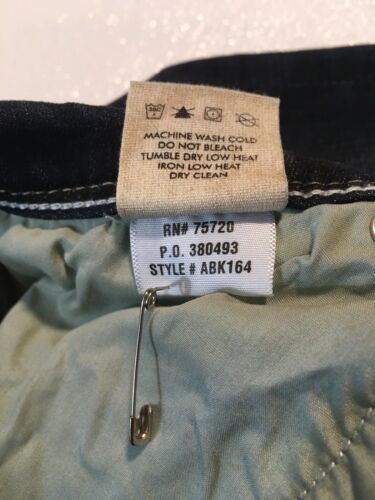 MACHINE WASH COLD
DO NOT BLEACH
TUMBLE DRY LOW HEAT
IRON LOW HEAT
DRY CLEAN
RN# 75720
P.O. 380493
STYLE # ABK164